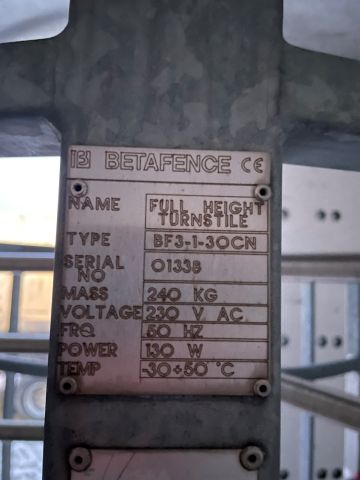 BETAFENCE CE
NAME FULL HEIGHT
TURNSTILE
TYPE BF3-1-30CN
SERIAL
NO 01338
MASS 240 KG
VOLTAGE 230 V AC
FRQ 50 HZ
POWER 130 W
TEMP -30+50 °C